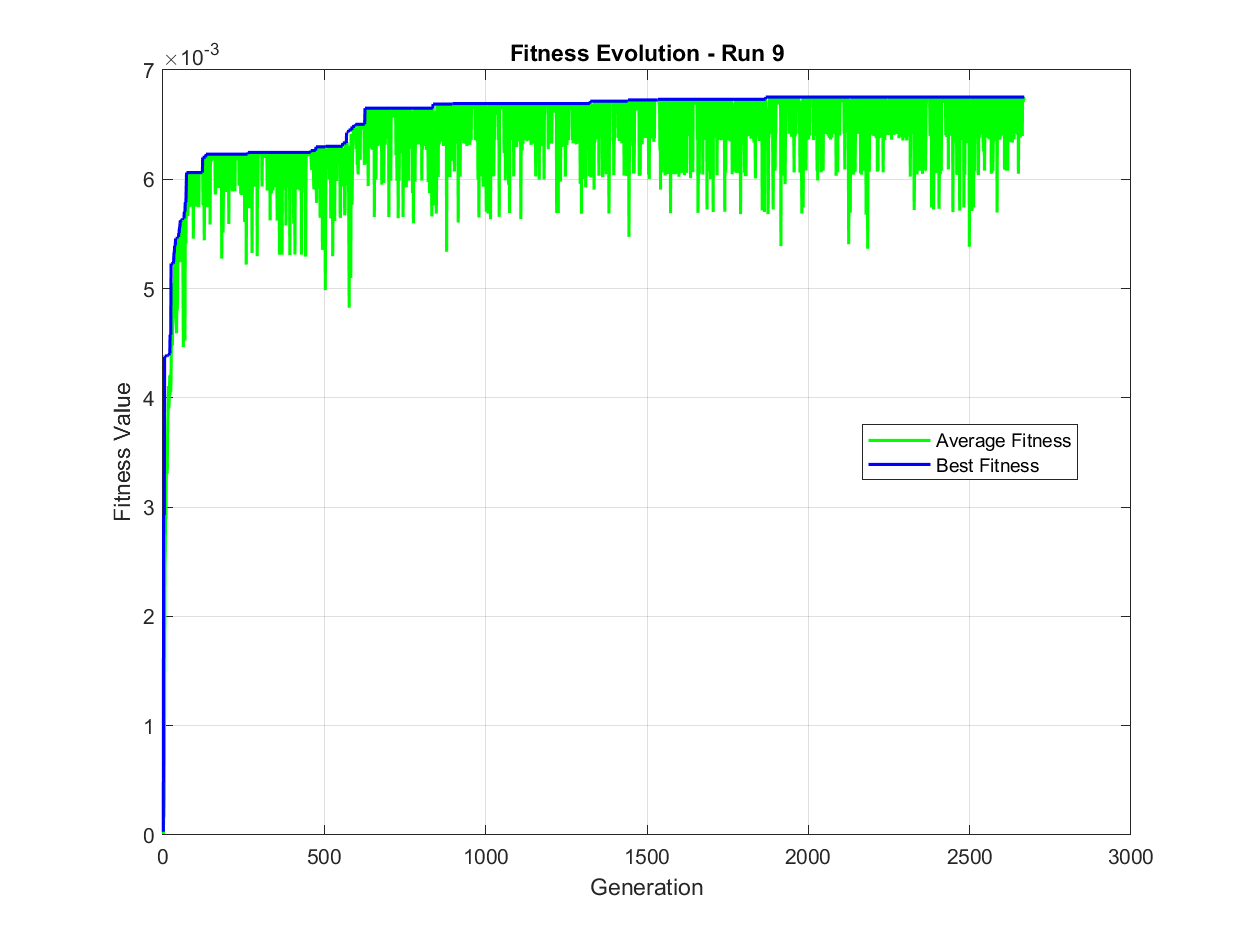 Fitness Evolution - Run 9
×10-3
7
6
5
4
3
2
1
0
Fitness Value
0 500 1000 1500 2000 2500 3000
Generation
Average Fitness
Best Fitness